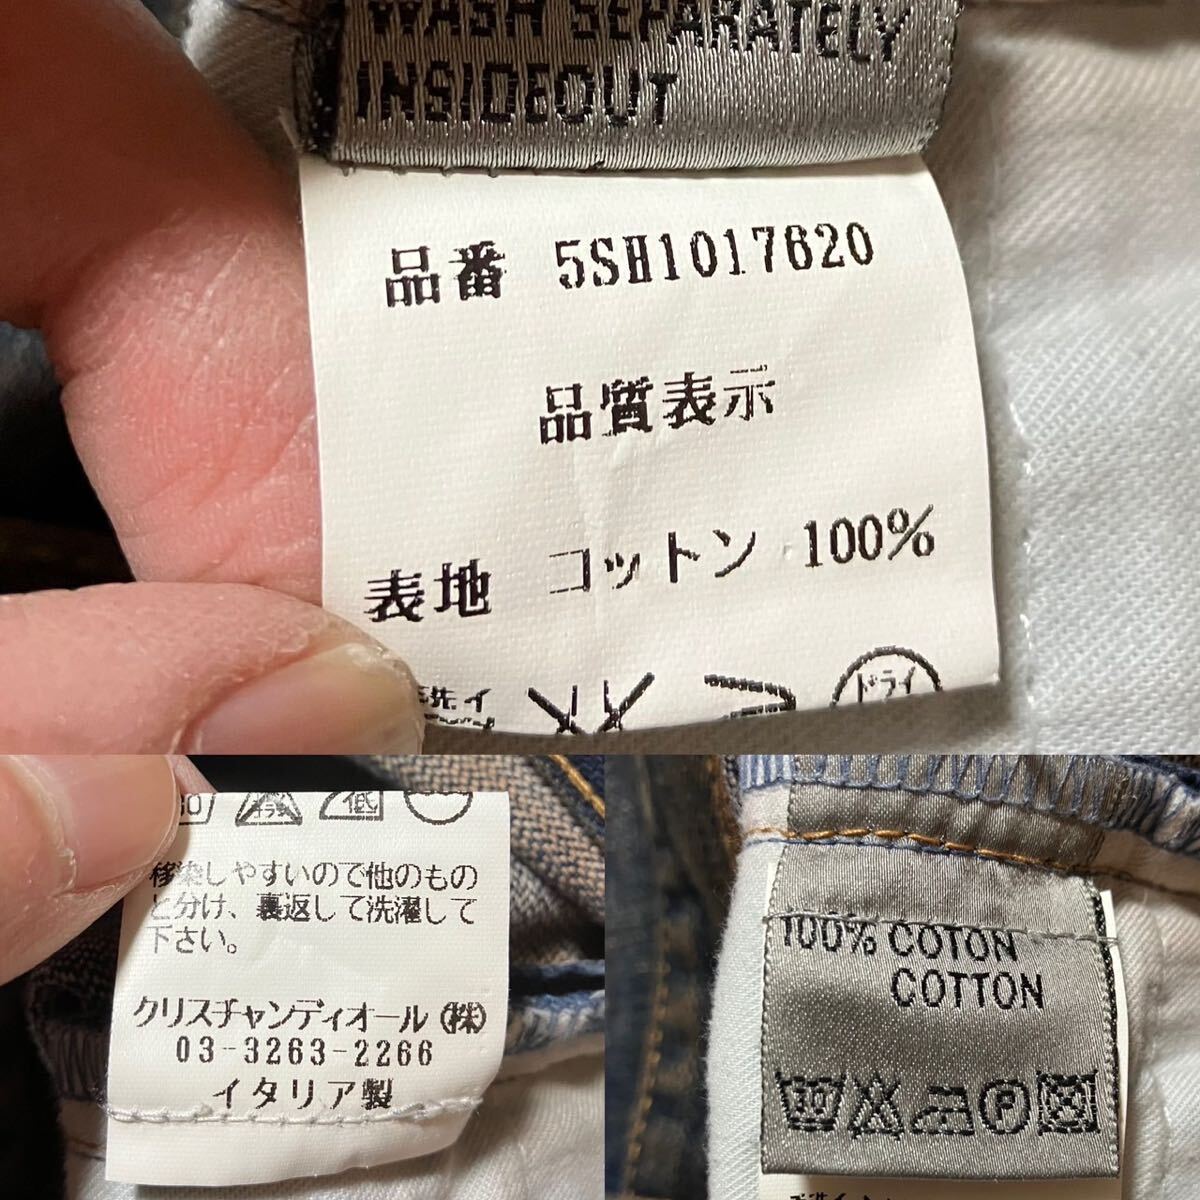 WASH SEPARATELY
INSIDEOUT
品番 5SH1017620
品質表示
表地 コットン 100%
ドライ
低
移染しやすいので他のもの
と分け、裏返して洗濯して
下さい。
クリスチャンディオール(株)
03-3263-2266
イタリア製
100% COTON
COTTON
30
P